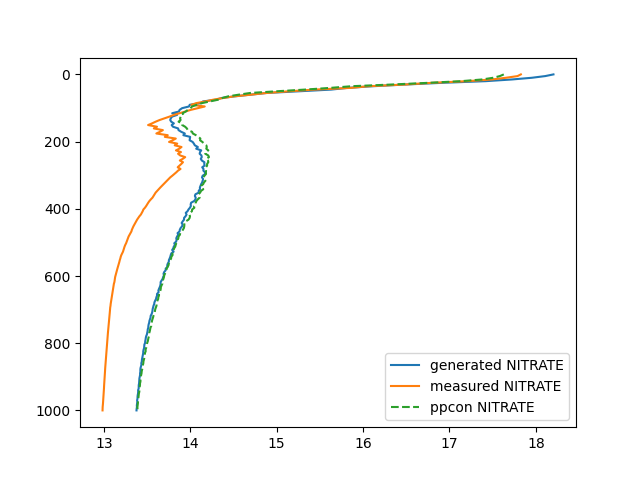 0
200
400
600
800
1000
13 14 15 16 17 18
generated NITRATE
measured NITRATE
ppcon NITRATE